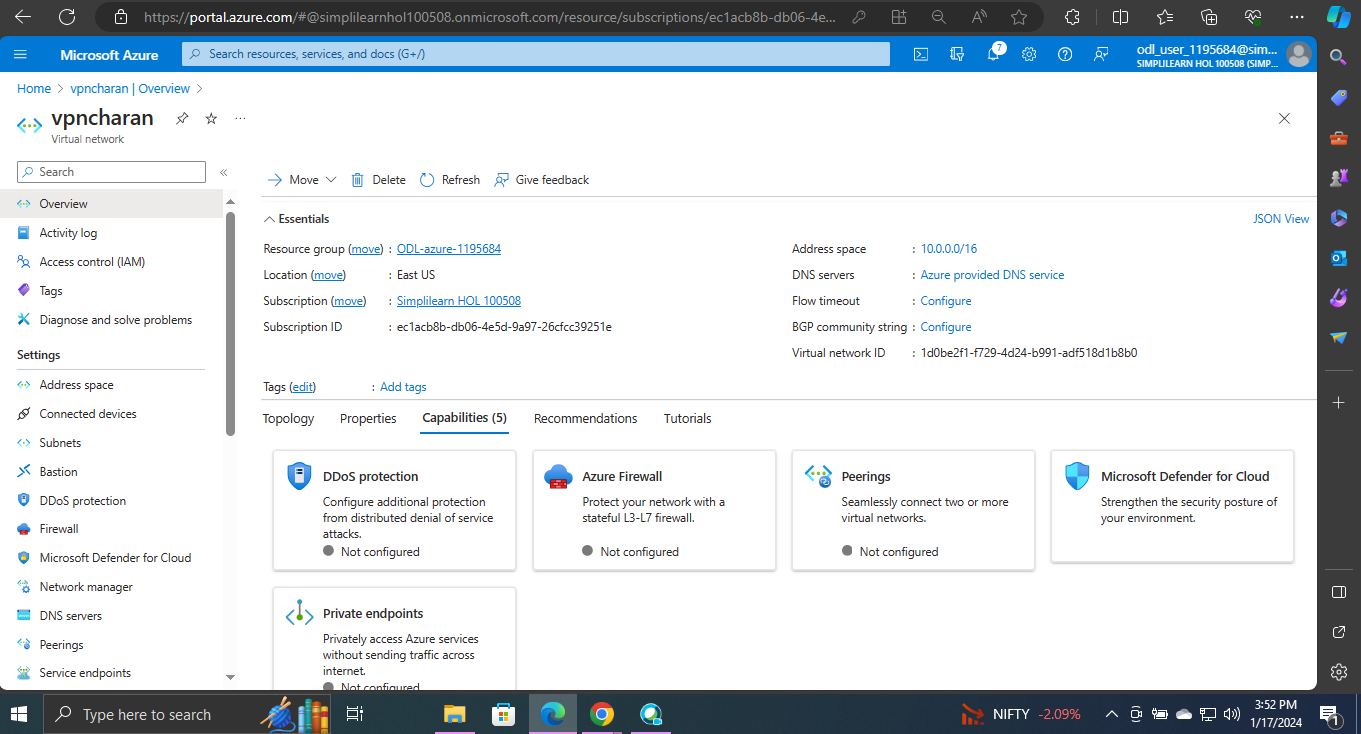 https://portal.azure.com/#@simplilearnhol100508.onmicrosoft.com/resource/subscriptions/ec1acb8b-db06-4e...
Microsoft Azure
Search resources, services, and docs (G+/)
7
odl_user_1195684@sim...
SIMPLILEARN HOL 100508 (SIMP...
Home > vpncharan | Overview >
vpncharan
Virtual network
Search
Overview
Activity log
Access control (IAM)
Tags
Diagnose and solve problems
Settings
Address space
Connected devices
Subnets
Bastion
DDoS protection
Firewall
Microsoft Defender for Cloud
Network manager
DNS servers
Peerings
Service endpoints
Move
Delete
Refresh
Give feedback
Essentials
JSON View
Resource group (move) : ODL-azure-1195684
Location (move) : East US
Subscription (move) : Simplilearn HOL 100508
Subscription ID : ec1acb8b-db06-4e5d-9a97-26cfcc39251e
Address space : 10.0.0.0/16
DNS servers : Azure provided DNS service
Flow timeout : Configure
BGP community string : Configure
Virtual network ID : 1d0be2f1-f729-4d24-b991-adf518d1b8b0
Tags (edit) : Add tags
Topology
Properties
Capabilities (5)
Recommendations
Tutorials
DDoS protection
Configure additional protection
from distributed denial of service
attacks.
Not configured
Azure Firewall
Protect your network with a
stateful L3-L7 firewall.
Not configured
Peerings
Seamlessly connect two or more
virtual networks.
Not configured
Microsoft Defender for Cloud
Strengthen the security posture of
your environment.
Private endpoints
Privately access Azure services
without sending traffic across
internet.
Not configured
Type here to search
NIFTY -2.09%
3:52 PM
1/17/2024
1